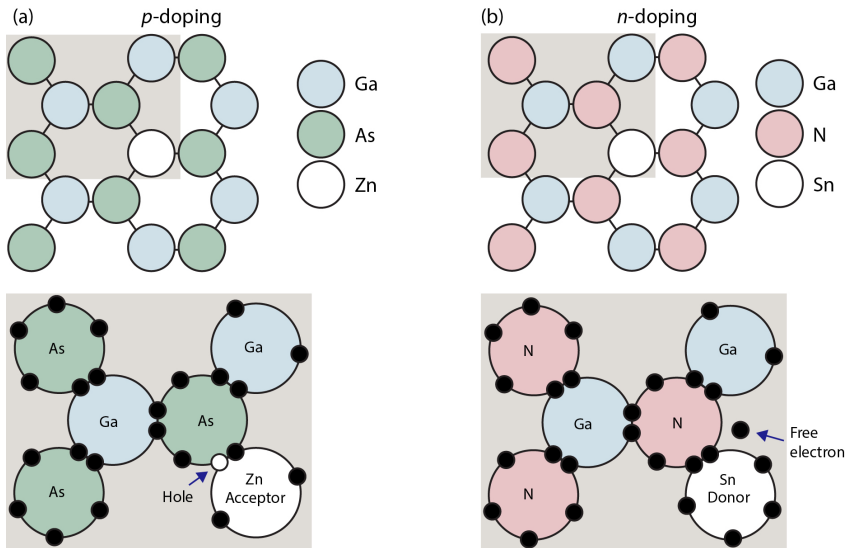 (a)
p-doping
Ga
As
Zn
(b)
n-doping
Ga
N
Sn
As
Ga
Ga
As
As
Hole
Zn
Acceptor
N
Ga
Ga
N
N
Sn
Donor
Free
electron